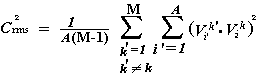 C²rms = 1/A(M-1) M∑k'=1 k'≠k A∑i'=1 (Vi'k' - Vi'k)²